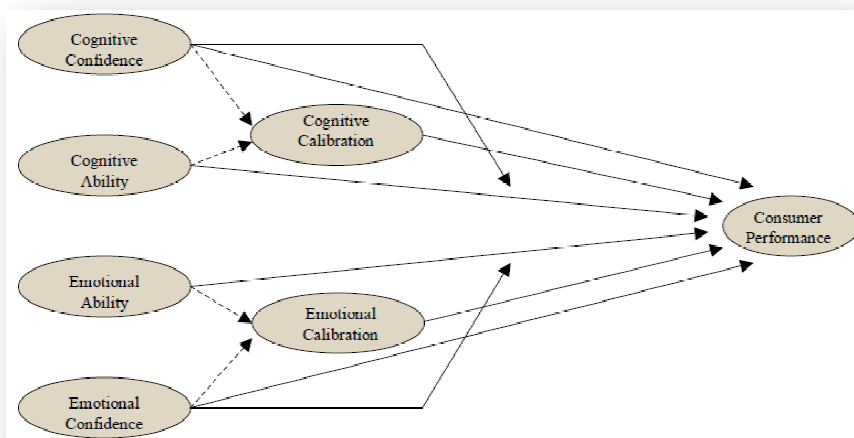 Cognitive
Confidence
Cognitive
Calibration
Cognitive
Ability
Consumer
Performance
Emotional
Ability
Emotional
Calibration
Emotional
Confidence